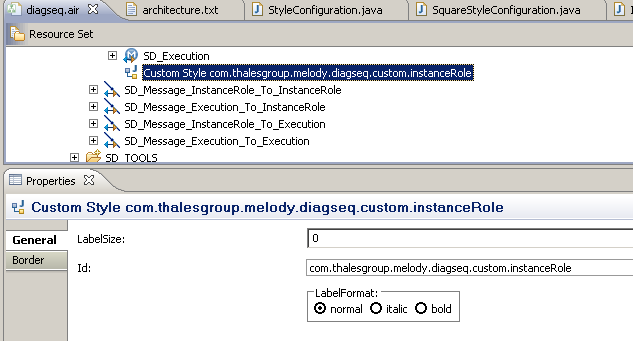 diagseq.air architecture.txt StyleConfiguration.java SquareStyleConfiguration.java
Resource Set
SD_Execution
Custom Style com.thalesgroup.melody.diagseq.custom.instanceRole
SD_Message_InstanceRole_To_InstanceRole
SD_Message_Execution_To_InstanceRole
SD_Message_InstanceRole_To_Execution
SD_Message_Execution_To_Execution
SD_TOOLS
Properties
Custom Style com.thalesgroup.melody.diagseq.custom.instanceRole
General
LabelSize: 0
Border
Id: com.thalesgroup.melody.diagseq.custom.instanceRole
LabelFormat:
normal italic bold